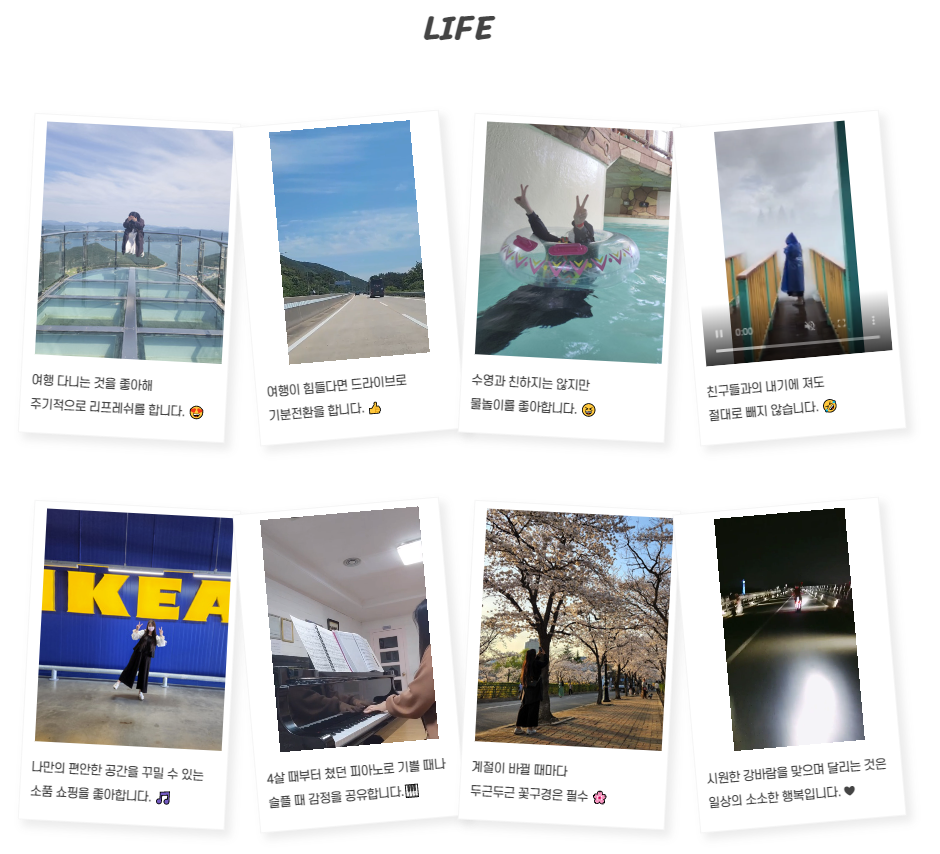 LIFE
여행 다니는 것을 좋아해
주기적으로 리프레쉬를 합니다. 😍
여행이 힘들다면 드라이브로
기분전환을 합니다. 👍
수영과 친하지는 않지만
물놀이를 좋아합니다. 😆
0:00
친구들과의 내기에 져도
절대로 빼지 않습니다. 🤣
IKEA
나만의 편안한 공간을 꾸밀 수 있는
소품 쇼핑을 좋아합니다. 🎵
4살 때부터 쳤던 피아노로 기쁠 때나
슬플 때 감정을 공유합니다.🎹
계절이 바뀔 때마다
두근두근 꽃구경은 필수 🌸
시원한 강바람을 맞으며 달리는 것은
일상의 소소한 행복입니다. 🖤